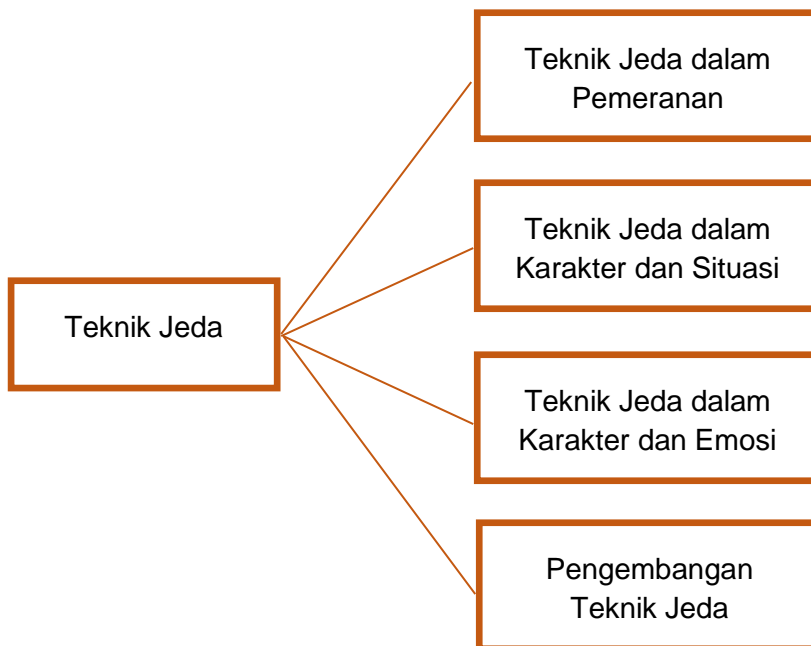 Teknik Jeda
Teknik Jeda dalam
Pemeranan
Teknik Jeda dalam
Karakter dan Situasi
Teknik Jeda dalam
Karakter dan Emosi
Pengembangan
Teknik Jeda